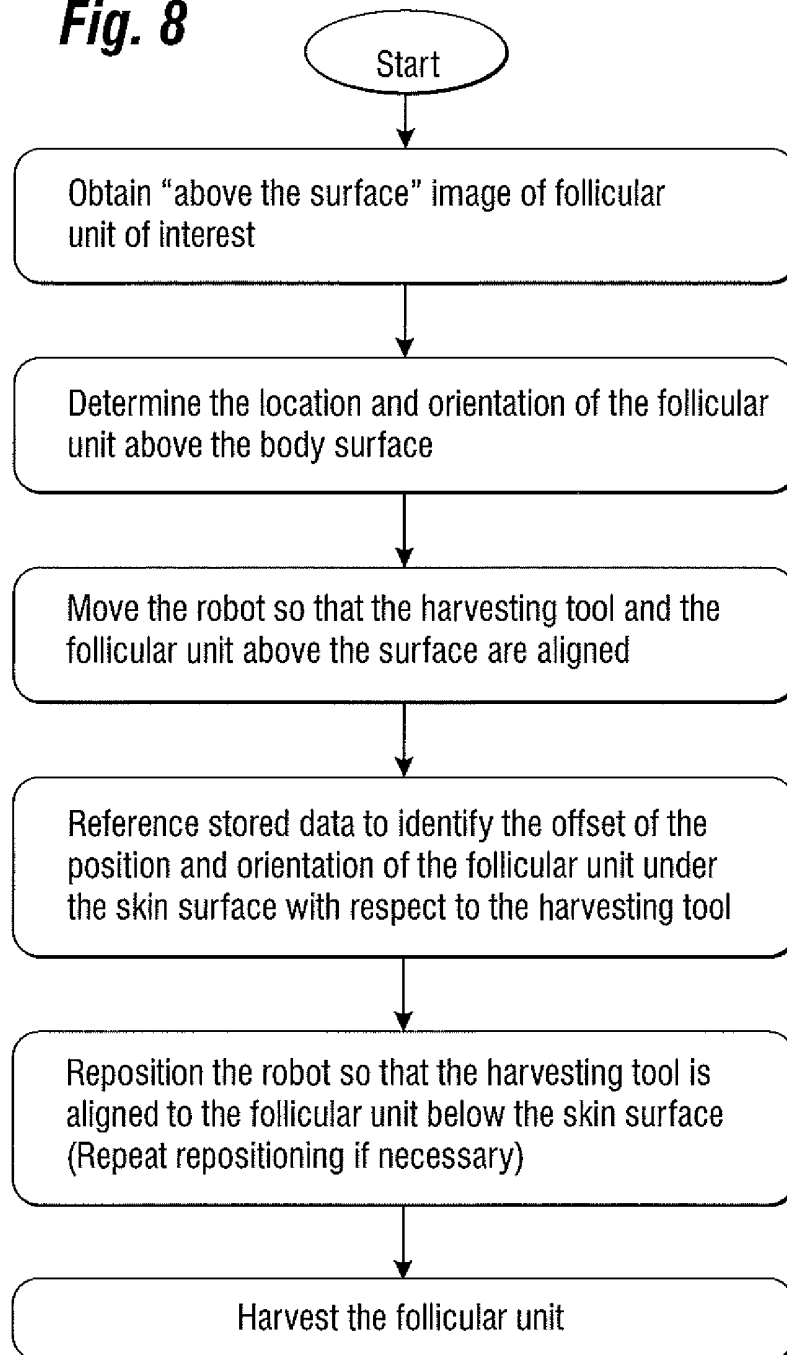 Fig. 8
Start
Obtain “above the surface” image of follicular
unit of interest
Determine the location and orientation of the follicular
unit above the body surface
Move the robot so that the harvesting tool and the
follicular unit above the surface are aligned
Reference stored data to identify the offset of the
position and orientation of the follicular unit under
the skin surface with respect to the harvesting tool
Reposition the robot so that the harvesting tool is
aligned to the follicular unit below the skin surface
(Repeat repositioning if necessary)
Harvest the follicular unit